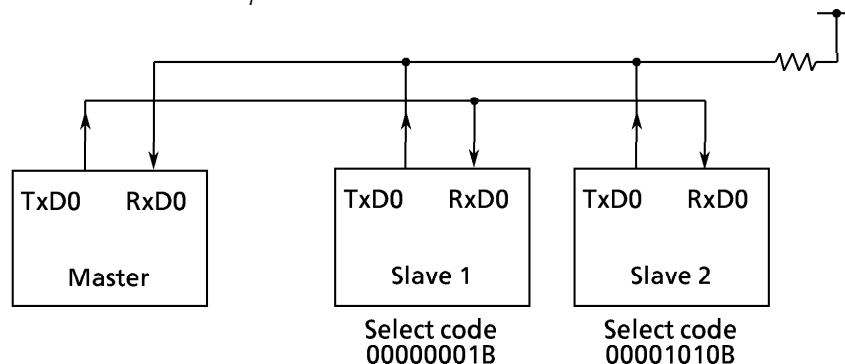 TxD0 RxD0
Master
TxD0 RxD0
Slave 1
Select code
00000001B
TxD0 RxD0
Slave 2
Select code
00001010B